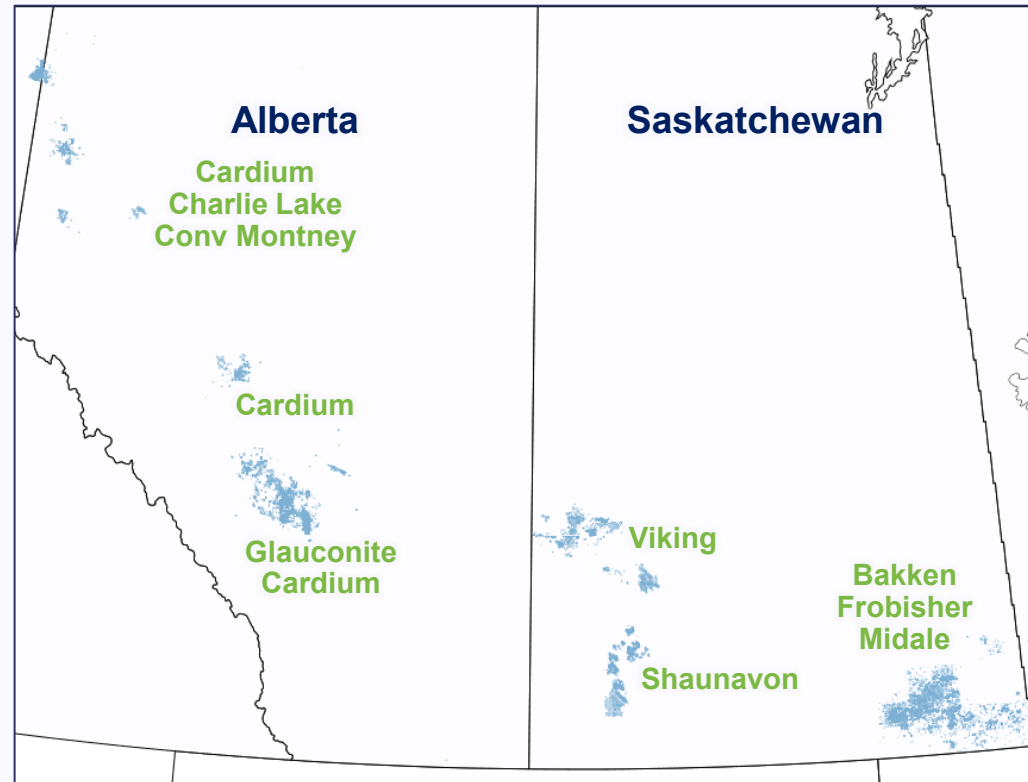 Alberta
Saskatchewan
Cardium
Charlie Lake
Conv Montney
Cardium
Glauconite
Cardium
Viking
Bakken
Frobisher
Midale
Shaunavon